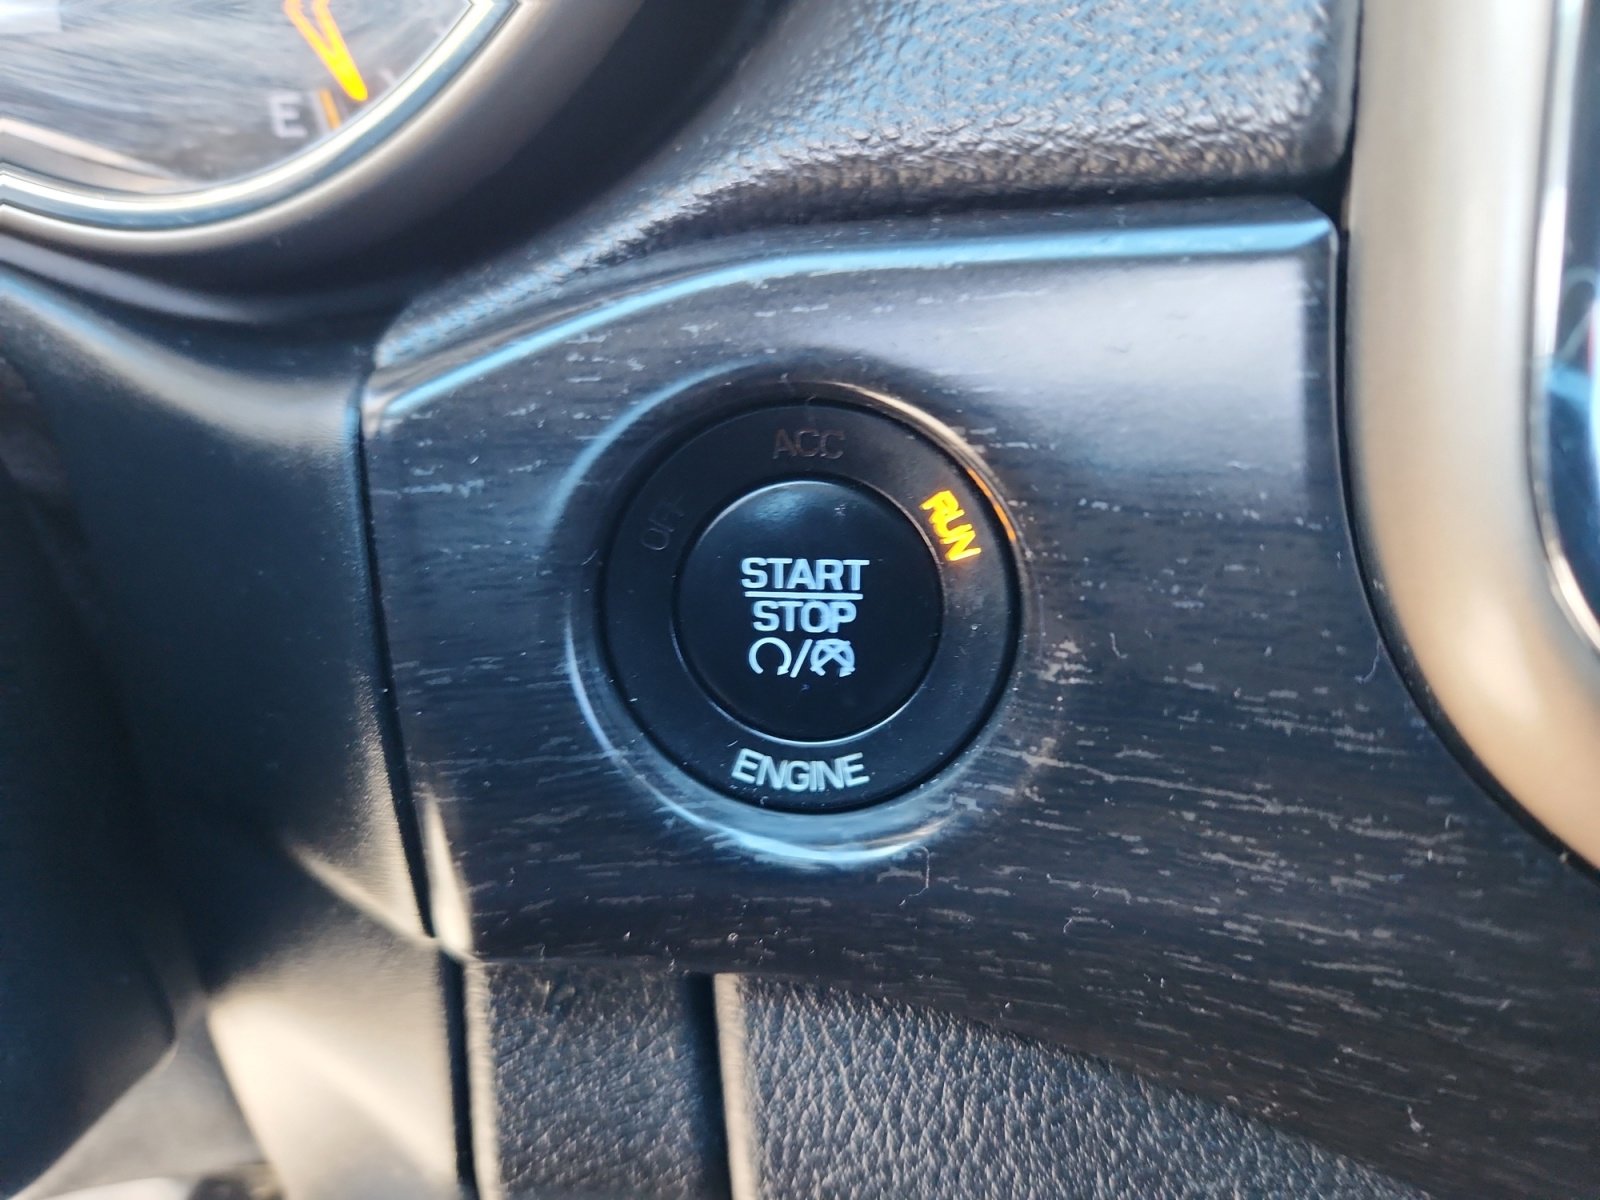 E
ACC
OFF
RUN
START
STOP
ENGINE